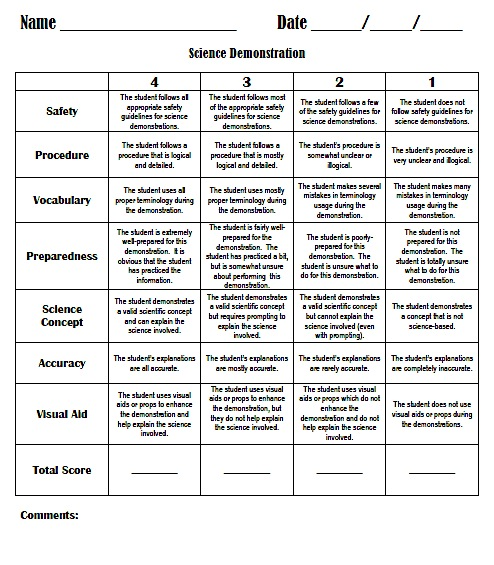 Name ______________________ Date _____/_____/_____
Science Demonstration
4 3 2 1
Safety
The student follows all
appropriate safety
guidelines for science
demonstrations.
The student follows most
of the appropriate safety
guidelines for science
demonstrations.
The student follows a few
of the safety guidelines for
science demonstrations.
The student does not
follow safety guidelines for
science demonstrations.
Procedure
The student follows a
procedure that is logical
and detailed.
The student follows a
procedure that is mostly
logical and detailed.
The student's procedure is
somewhat unclear or
illogical.
The student's procedure is
very unclear and illogical.
Vocabulary
The student uses all
proper terminology during
the demonstration.
The student uses mostly
proper terminology during
the demonstration.
The student makes several
mistakes in terminology
usage during the
demonstration.
The student makes many
mistakes in terminology
usage during the
demonstration.
Preparedness
The student is extremely
well-prepared for this
demonstration. It is
obvious that the student
has practiced the
information.
The student is fairly well-
prepared for the
demonstration. The
student has practiced a bit,
but is somewhat unsure
about performing this
demonstration.
The student is poorly-
prepared for this
demonstration. The
student is unsure what to
do for this demonstration.
The student is not
prepared for this
demonstration. The
student is totally unsure
what to do for this
demonstration.
Science
Concept
The student demonstrates
a valid scientific concept
and can explain the
science involved.
The student demonstrates
a valid scientific concept
but requires prompting to
explain the science
involved.
The student demonstrates
a valid scientific concept
but cannot explain the
science involved (even
with prompting).
The student demonstrates
a concept that is not
science-based.
Accuracy
The student's explanations
are all accurate.
The student's explanations
are mostly accurate.
The student's explanations
are rarely accurate.
The student's explanations
are completely inaccurate.
Visual Aid
The student uses visual
aids or props to enhance
the demonstration and
help explain the science
involved.
The student uses visual
aids or props to enhance
the demonstration, but
they do not help explain
the science involved.
The student uses visual
aids or props which do not
enhance the
demonstration and do not
help explain the science
involved.
The student does not use
visual aids or props during
the demonstrations.
Total Score ______ ______ ______ ______
Comments: